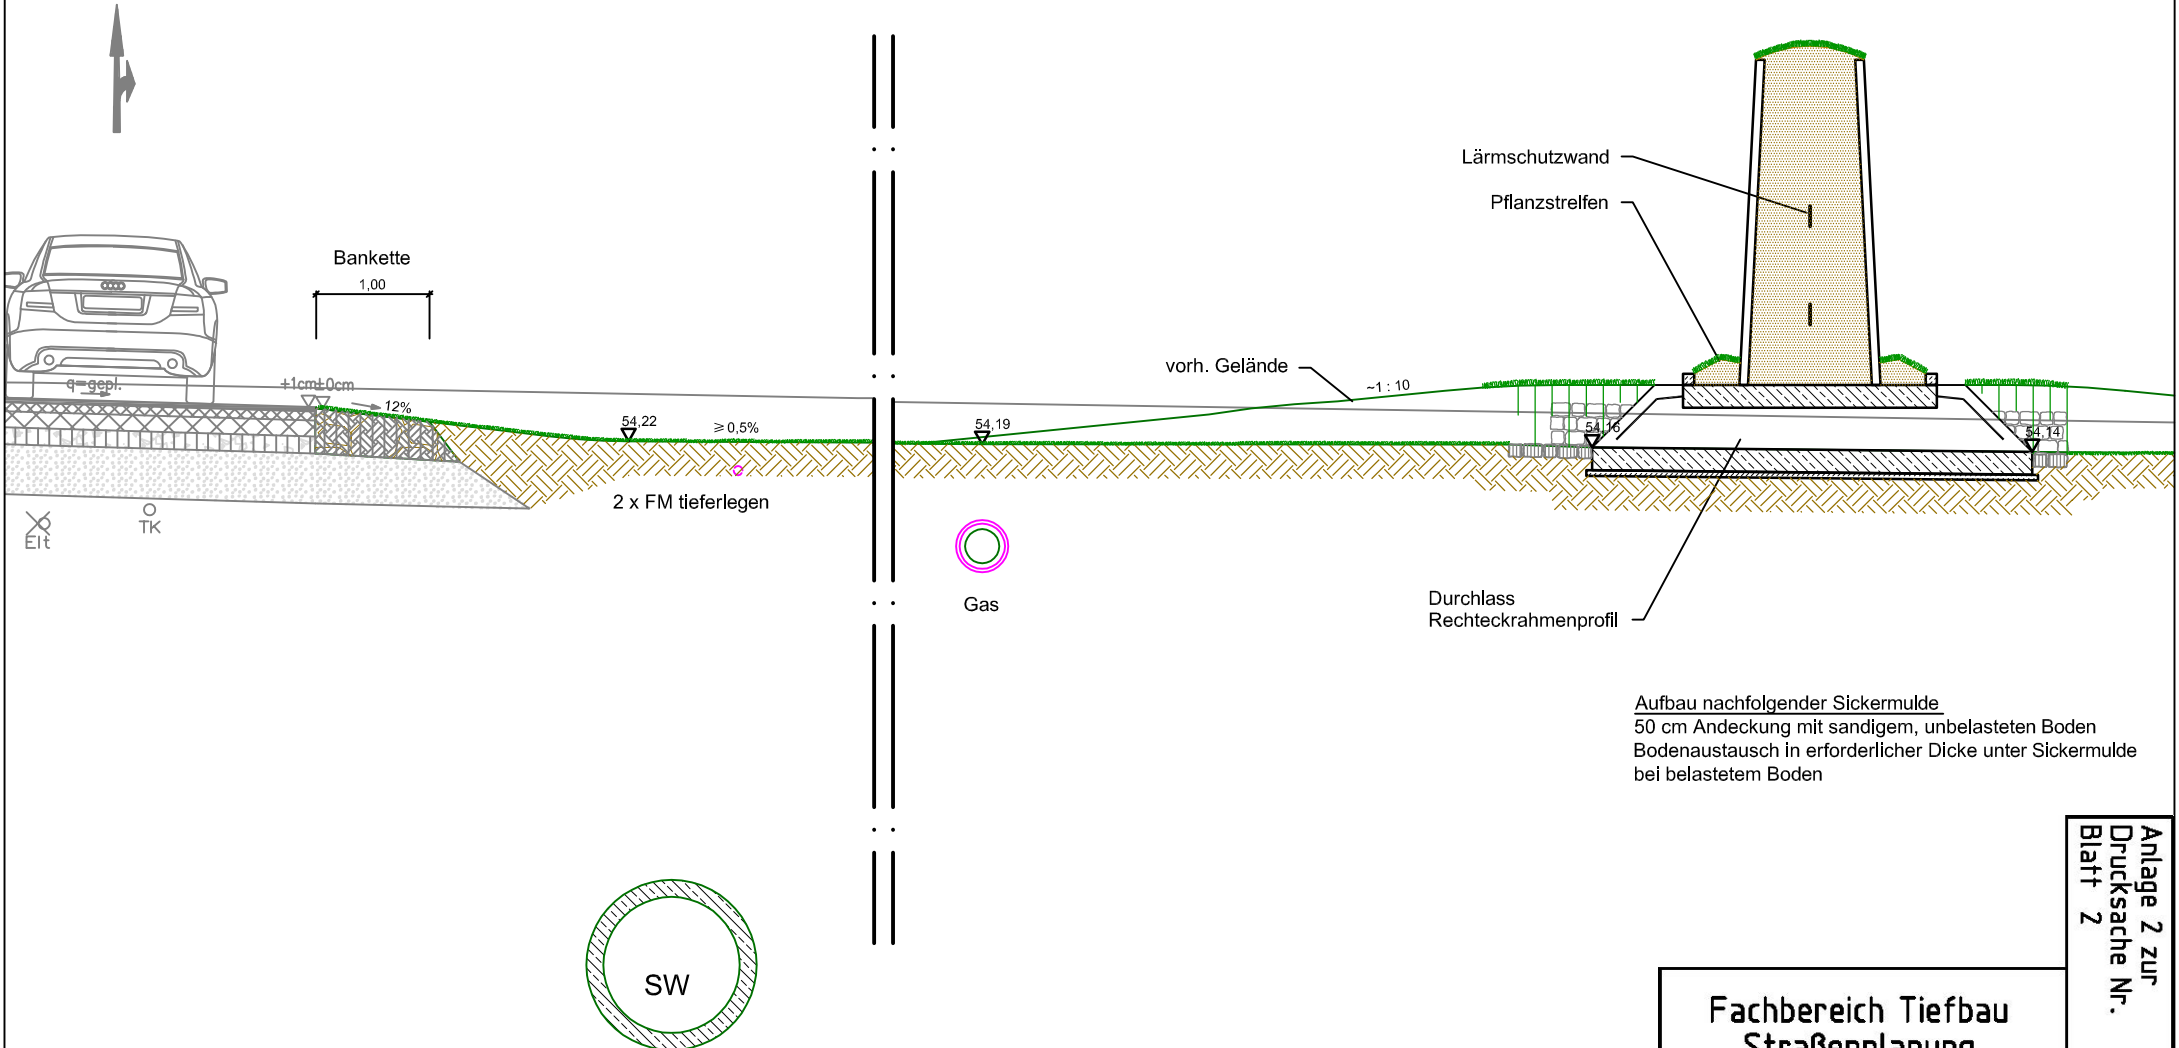 Lärmschutzwand
Pflanzstreifen
Bankette
1,00
vorh. Gelände
~1 : 10
q=gepl.
+1cm±0cm
12%
54,22
≥ 0,5%
54,19
54,16
54,14
2 x FM tieferlegen
Elt
TK
Gas
Durchlass
Rechteckrahmenprofil
Aufbau nachfolgender Sickermulde
50 cm Andeckung mit sandigem, unbelasteten Boden
Bodenaustausch in erforderlicher Dicke unter Sickermulde
bei belastetem Boden
SW
Anlage 2 zur
Drucksache Nr.
Blatt 2
Fachbereich Tiefbau
Straßenplanung